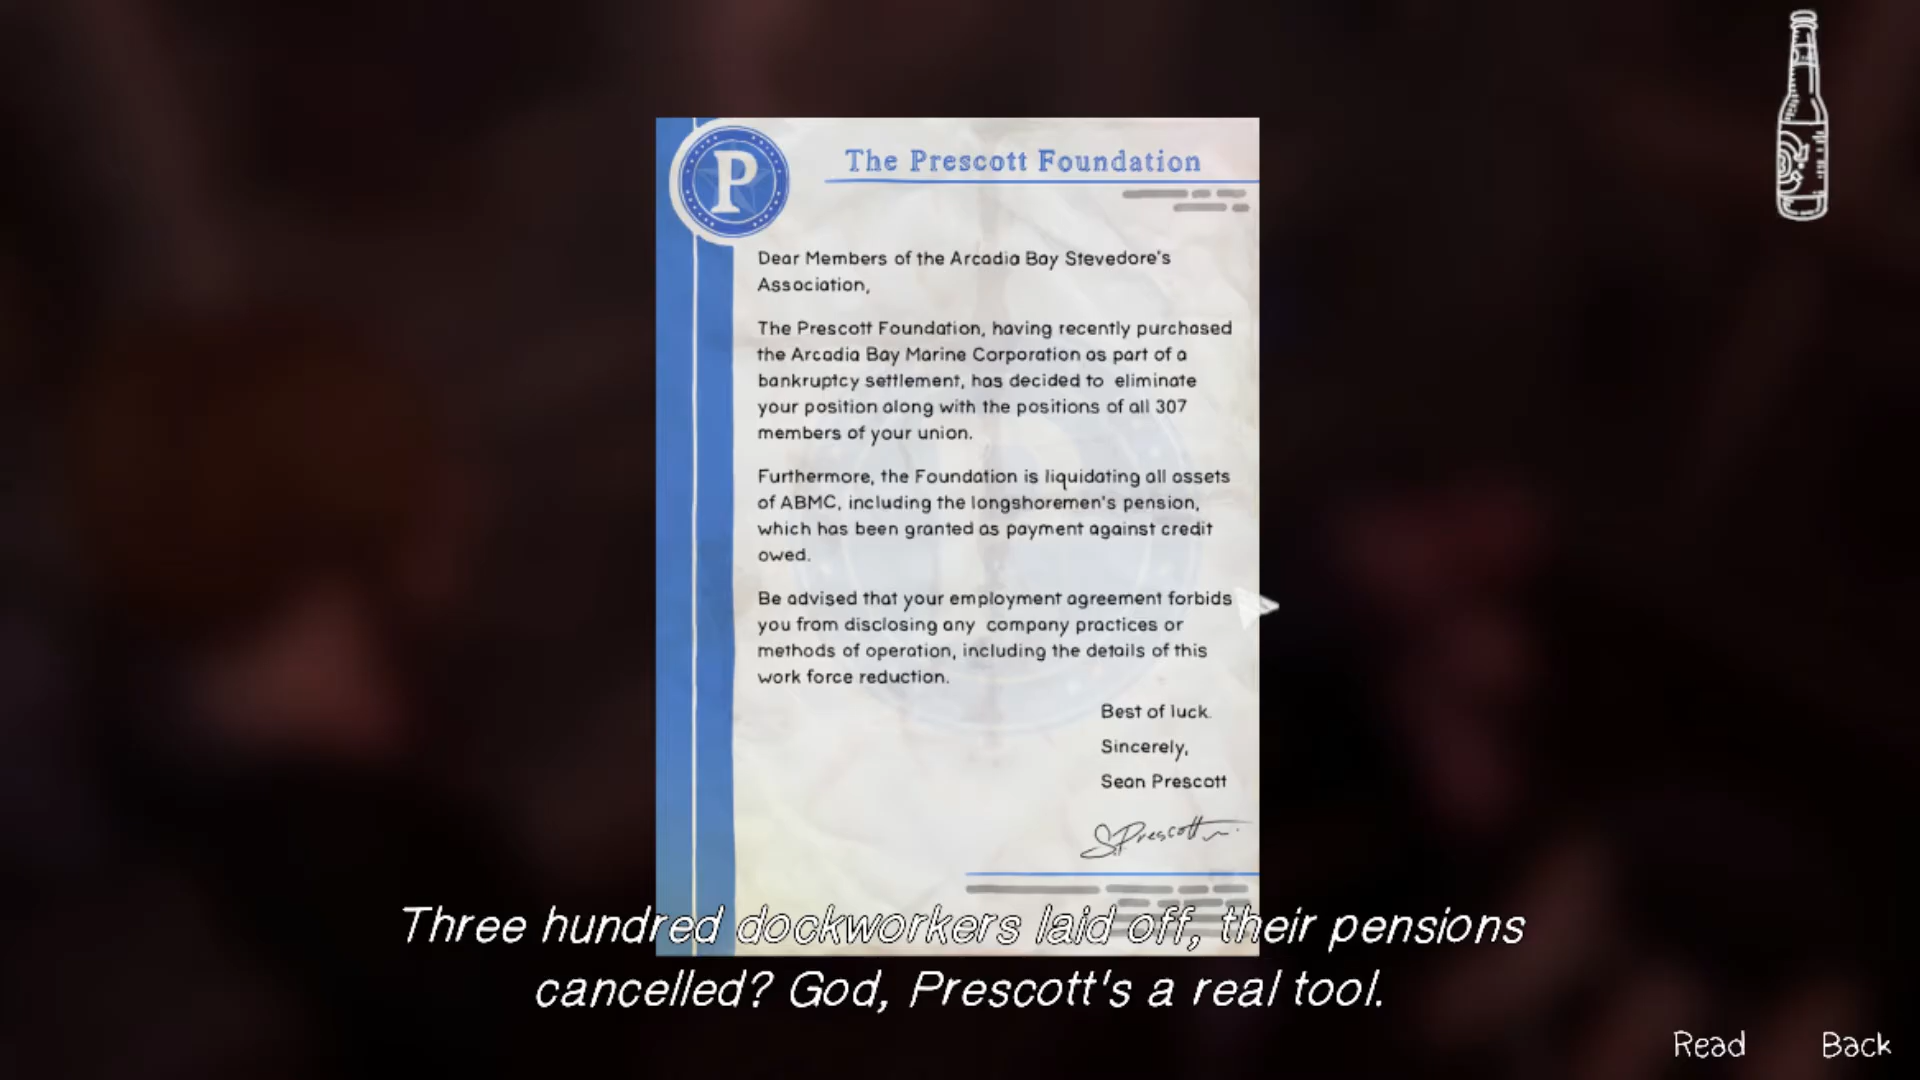 P
The Prescott Foundation
Dear Members of the Arcadia Bay Stevedore's
Association,
The Prescott Foundation, having recently purchased
the Arcadia Bay Marine Corporation as part of a
bankruptcy settlement, has decided to eliminate
your position along with the positions of all 307
members of your union.
Furthermore, the Foundation is liquidating all assets
of ABMC, including the longshoremen's pension,
which has been granted as payment against credit
owed.
Be advised that your employment agreement forbids
you from disclosing any company practices or
methods of operation, including the details of this
work force reduction.
Best of luck.
Sincerely,
Sean Prescott
S.Prescott
Three hundred dockworkers laid off, their pensions
cancelled? God, Prescott's a real tool.
Read Back